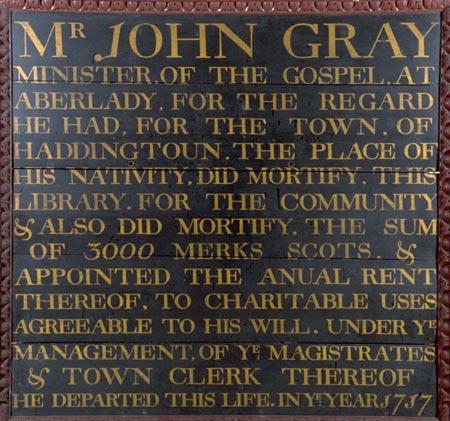 Mʳ JOHN GRAY
MINISTER. OF THE GOSPEL. AT
ABERLADY. FOR THE REGARD
HE HAD. FOR THE TOWN. OF
HADDINGTOUN. THE PLACE OF
HIS NATIVITY. DID MORTIFY. THIS
LIBRARY. FOR THE COMMUNITY
& ALSO DID MORTIFY. THE SUM
OF 3000 MERKS SCOTS. &
APPOINTED THE ANUAL RENT
THEREOF, TO CHARITABLE USES
AGREEABLE TO HIS WILL. UNDER Yᴱ
MANAGEMENT, OF Yᴱ MAGISTRATES
& TOWN CLERK THEREOF
HE DEPARTED THIS LIFE. IN Yᴱ YEAR, 1717